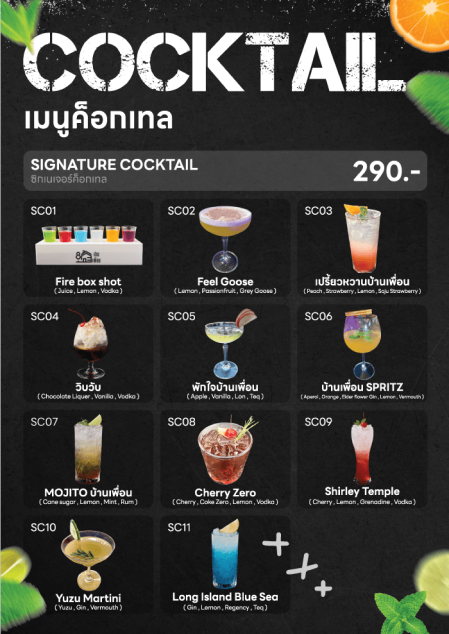 COCKTAIL
เมนูค็อกเทล
SIGNATURE COCKTAIL
ซิกเนเจอร์ค็อกเทล
290.-
SC01
Fire box shot
( Juice , Lemon , Vodka )
SC02
Feel Goose
( Lemon , Passionfruit , Grey Goose )
SC03
เปรี้ยวหวานบ้านเพื่อน
( Peach , Strawberry , Lemon , Soju Strawberry )
SC04
วิบวับ
( Chocolate Liquer , Vanilla , Vodka )
SC05
พักใจบ้านเพื่อน
( Apple , Vanilla , Lon , Teq )
SC06
บ้านเพื่อน SPRITZ
( Aperol , Orange , Elder flower Gin , Lemon , Vermouth )
SC07
MOJITO บ้านเพื่อน
( Cane sugar , Lemon , Mint , Rum )
SC08
Cherry Zero
( Cherry , Coke Zero , Lemon , Vodka )
SC09
Shirley Temple
( Cherry , Lemon , Grenadine , Vodka )
SC10
Yuzu Martini
( Yuzu , Gin , Vermouth )
SC11
Long Island Blue Sea
( Gin , Lemon , Regency , Teq )